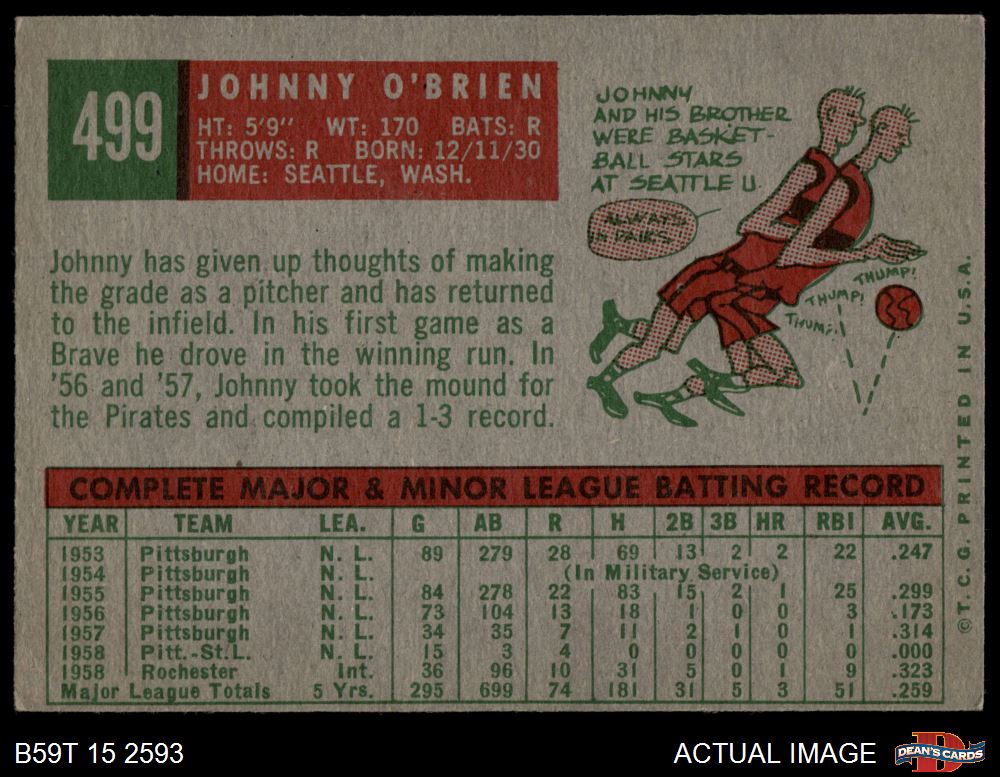 499
JOHNNY O'BRIEN
HT: 5'9" WT: 170 BATS: R
THROWS: R BORN: 12/11/30
HOME: SEATTLE, WASH.
JOHNNY
AND HIS BROTHER
WERE BASKET-
BALL STARS
AT SEATTLE U.
ALWAYS
IN PAIRS
THUMP!
THUMP!
THUMP!
Johnny has given up thoughts of making
the grade as a pitcher and has returned
to the infield. In his first game as a
Brave he drove in the winning run. In
'56 and '57, Johnny took the mound for
the Pirates and compiled a 1-3 record.
COMPLETE MAJOR & MINOR LEAGUE BATTING RECORD
YEAR TEAM LEA. G AB R H 2B 3B HR RBI AVG.
1953 Pittsburgh N. L. 89 279 28 69 13 2 2 22 .247
1954 Pittsburgh N. L. (In Military Service)
1955 Pittsburgh N. L. 84 278 22 83 15 2 1 25 .299
1956 Pittsburgh N. L. 73 104 13 18 1 0 0 3 .173
1957 Pittsburgh N. L. 34 35 7 11 2 1 0 1 .314
1958 Pitt.-St.L. N. L. 15 3 4 0 0 0 0 0 .000
1958 Rochester Int. 36 96 10 31 5 0 1 9 .323
Major League Totals 5 Yrs. 295 699 74 181 31 5 3 51 .259
©T.C.G. PRINTED IN U.S.A.
B59T 15 2593
ACTUAL IMAGE
D
DEAN'S CARDS